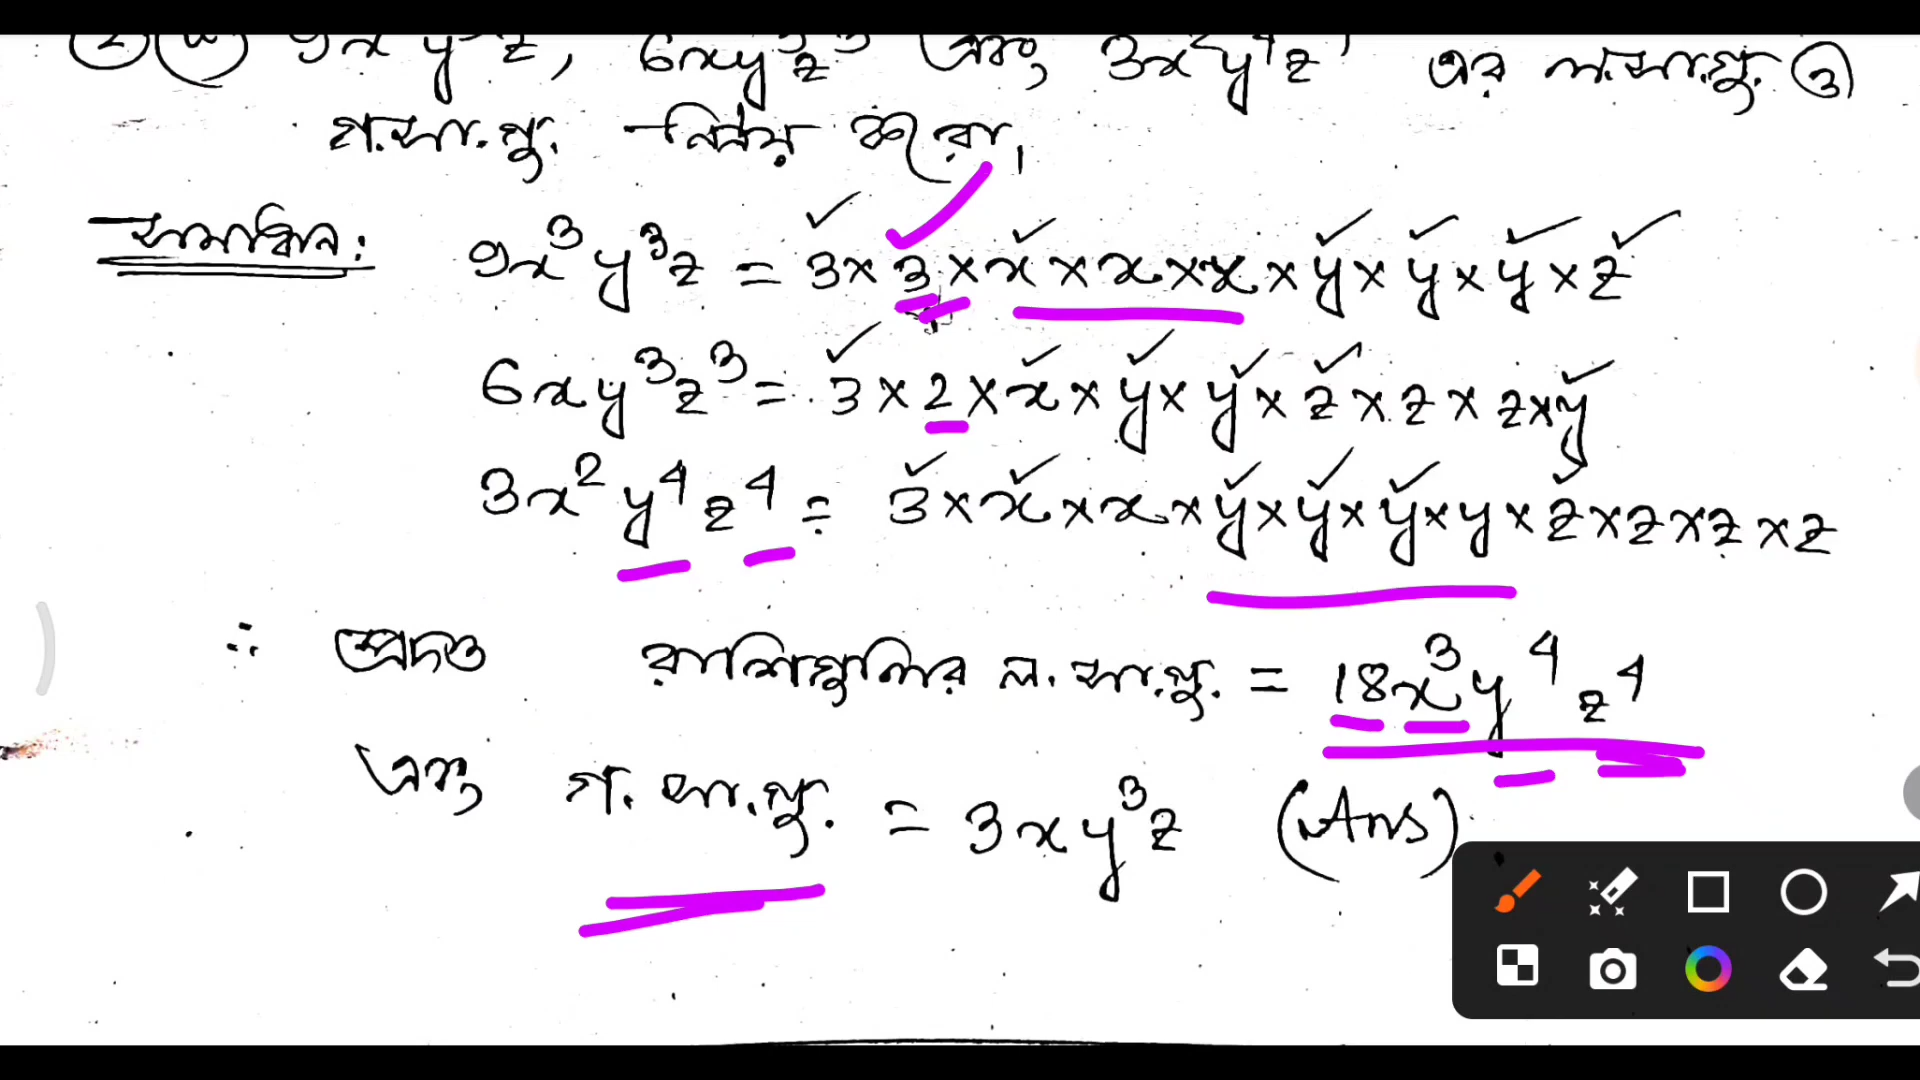 2(a) 9x³y³z, 6xy³z³ এবং 3x²y⁴z⁴ এর ল.সা.গু. ও
গ.সা.গু. নির্ণয় করো।
সমাধান: 9x³y³z = 3×3×x×x×x×y×y×y×z
6xy³z³ = 3×2×x×y×y×z×z×z×y
3x²y⁴z⁴ = 3×x×x×y×y×y×y×z×z×z×z
∴ প্রদত্ত রাশিগুলির ল.সা.গু. = 18x³y⁴z⁴
এবং গ.সা.গু. = 3xy³z (Ans)